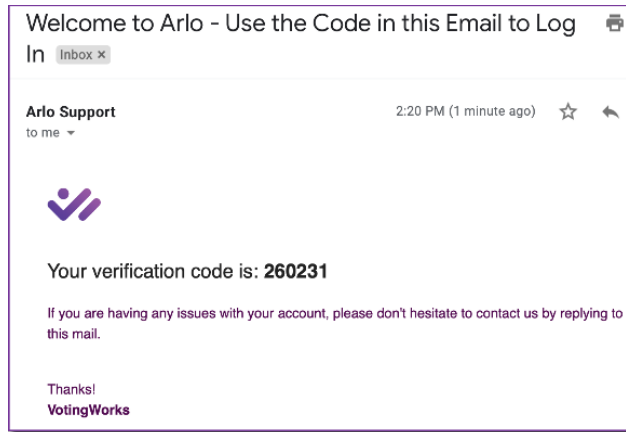 Welcome to Arlo - Use the Code in this Email to Log
In Inbox ×
Arlo Support
2:20 PM (1 minute ago)
to me
Your verification code is: 260231
If you are having any issues with your account, please don't hesitate to contact us by replying to
this mail.
Thanks!
VotingWorks